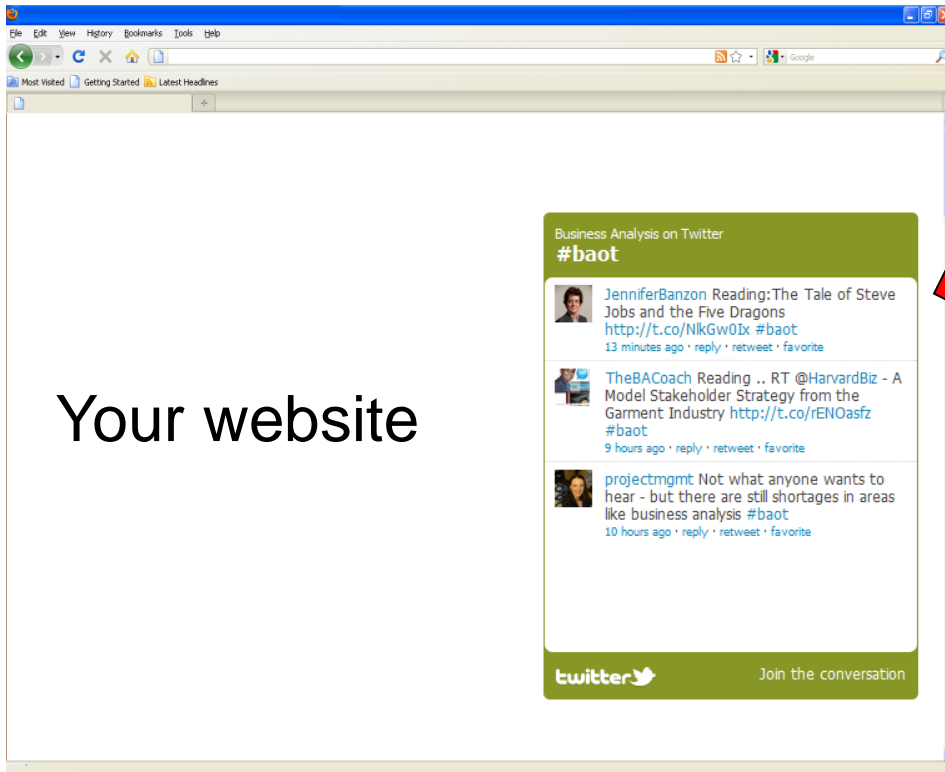 File Edit View History Bookmarks Tools Help
Google
Most Visited Getting Started Latest Headlines
Business Analysis on Twitter
#baot
JenniferBanzon Reading:The Tale of Steve
Jobs and the Five Dragons
http://t.co/NlkGw0Ix #baot
13 minutes ago · reply · retweet · favorite
TheBACoach Reading .. RT @HarvardBiz - A
Model Stakeholder Strategy from the
Garment Industry http://t.co/rENOasfz
#baot
9 hours ago · reply · retweet · favorite
projectmgmt Not what anyone wants to
hear - but there are still shortages in areas
like business analysis #baot
10 hours ago · reply · retweet · favorite
Your website
twitter
Join the conversation